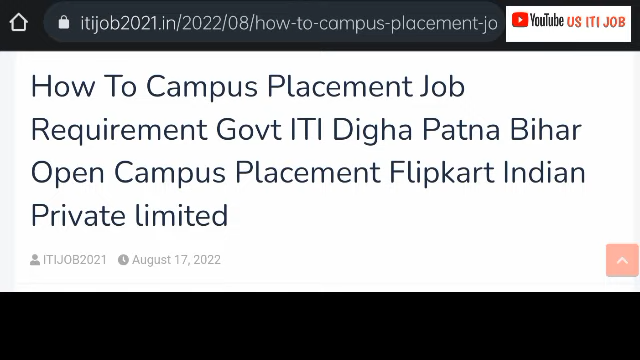 itijob2021.in/2022/08/how-to-campus-placement-jo
YouTube US ITI JOB
How To Campus Placement Job
Requirement Govt ITI Digha Patna Bihar
Open Campus Placement Flipkart Indian
Private limited
ITIJOB2021 August 17, 2022